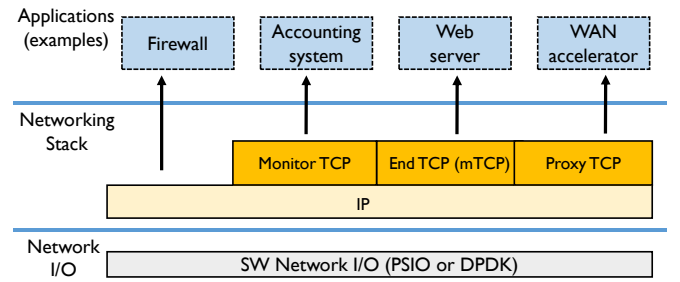 Applications
(examples)
Firewall
Accounting
system
Web
server
WAN
accelerator
Networking
Stack
Monitor TCP
End TCP (mTCP)
Proxy TCP
IP
Network
I/O
SW Network I/O (PSIO or DPDK)